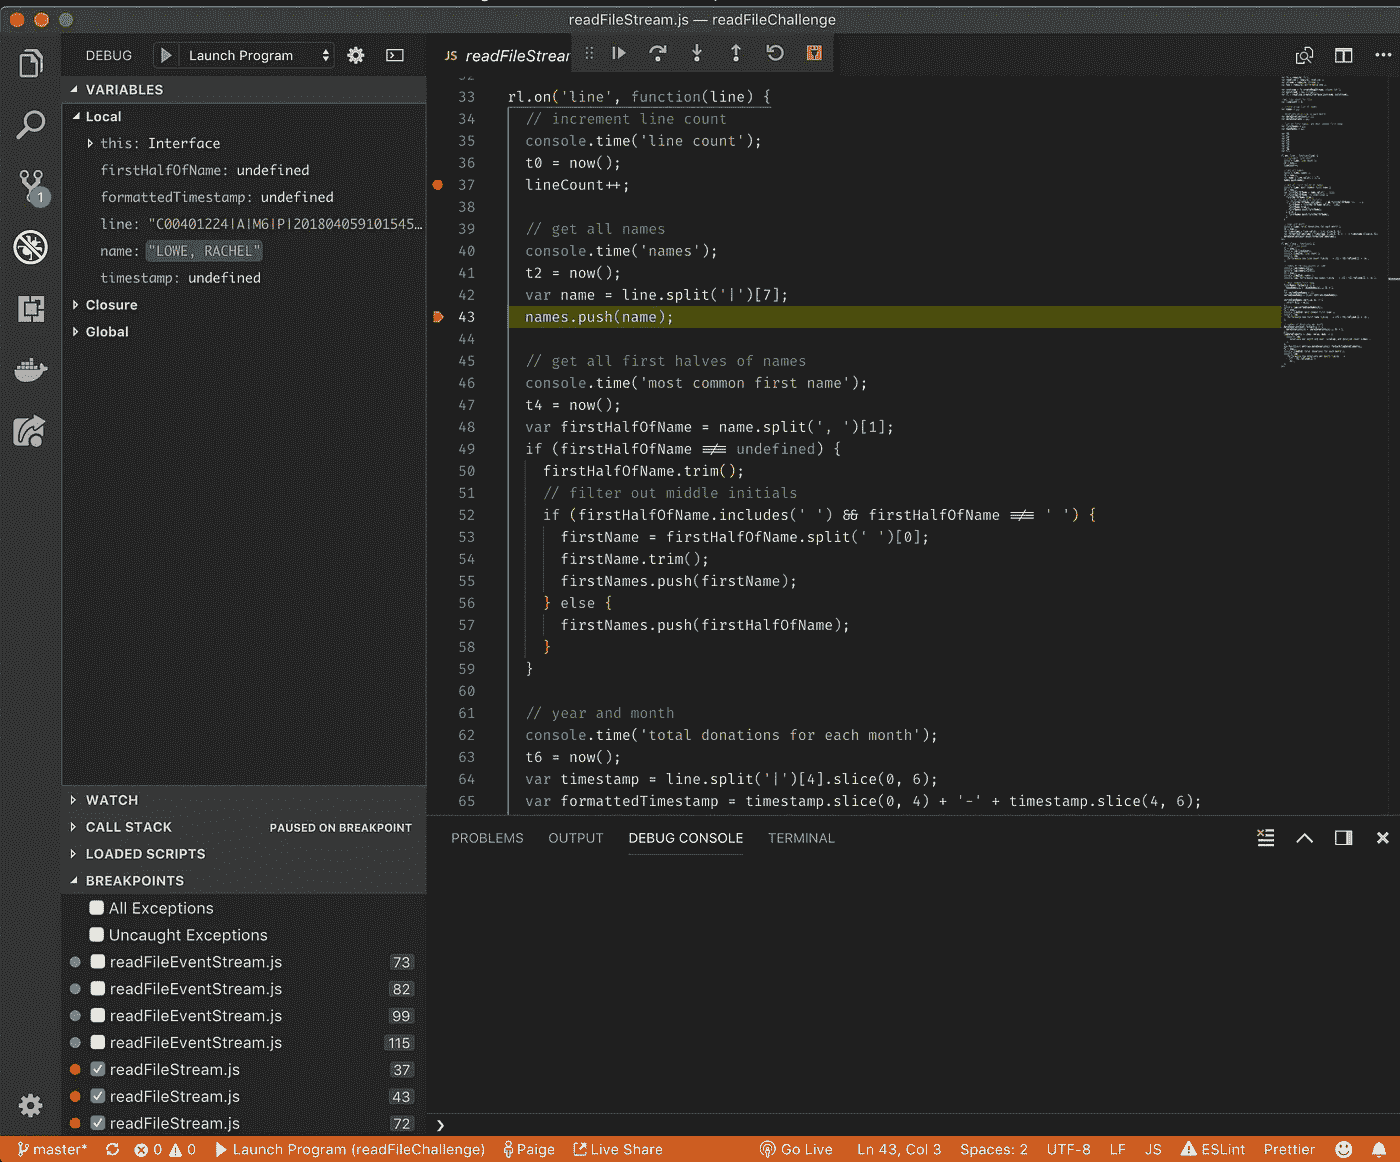 readFileStream.js — readFileChallenge
DEBUG
Launch Program
JS readFileStrear
VARIABLES
Local
this: Interface
firstHalfOfName: undefined
formattedTimestamp: undefined
line: "C00401224|A|M6|P|201804059101545…
name: "LOWE, RACHEL"
timestamp: undefined
Closure
Global
WATCH
CALL STACK PAUSED ON BREAKPOINT
LOADED SCRIPTS
BREAKPOINTS
All Exceptions
Uncaught Exceptions
readFileEventStream.js 73
readFileEventStream.js 82
readFileEventStream.js 99
readFileEventStream.js 115
readFileStream.js 37
readFileStream.js 43
readFileStream.js 72
1
32
33 rl.on('line', function(line) {
34 // increment line count
35 console.time('line count');
36 t0 = now();
37 lineCount++;
38
39 // get all names
40 console.time('names');
41 t2 = now();
42 var name = line.split('|')[7];
43 names.push(name);
44
45 // get all first halves of names
46 console.time('most common first name');
47 t4 = now();
48 var firstHalfOfName = name.split(', ')[1];
49 if (firstHalfOfName !== undefined) {
50 firstHalfOfName.trim();
51 // filter out middle initials
52 if (firstHalfOfName.includes(' ') && firstHalfOfName !== ' ') {
53 firstName = firstHalfOfName.split(' ')[0];
54 firstName.trim();
55 firstNames.push(firstName);
56 } else {
57 firstNames.push(firstHalfOfName);
58 }
59 }
60
61 // year and month
62 console.time('total donations for each month');
63 t6 = now();
64 var timestamp = line.split('|')[4].slice(0, 6);
65 var formattedTimestamp = timestamp.slice(0, 4) + '-' + timestamp.slice(4, 6);
PROBLEMS OUTPUT DEBUG CONSOLE TERMINAL
master* 0 0 Launch Program (readFileChallenge) Paige Live Share Go Live Ln 43, Col 3 Spaces: 2 UTF-8 LF JS ESLint Prettier